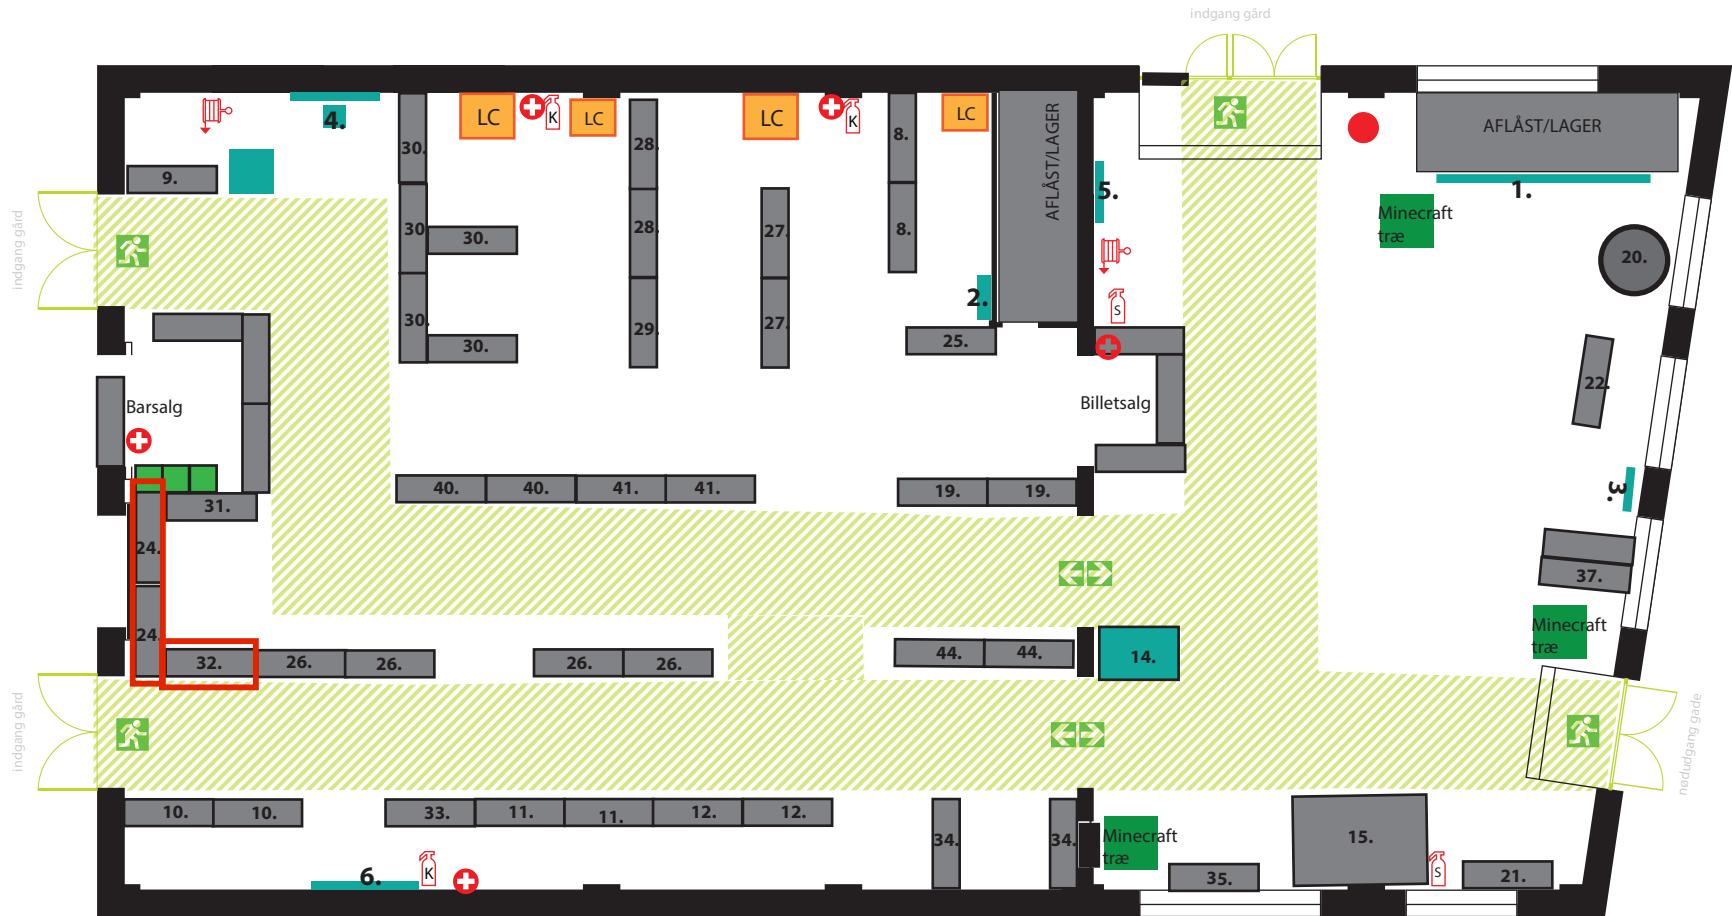 indgang gård
4.
LC
K
LC
LC
K
LC
AFLÅST/LAGER
AFLÅST/LAGER
30.
28.
8.
9.
5.
1.
Minecraft
træ
30.
30.
28.
27.
8.
20.
indgang gård
2.
S
30.
30.
29.
27.
25.
22.
Barsalg
Billetsalg
40.
40.
41.
41.
19.
19.
3.
31.
24.
37.
24.
Minecraft
træ
32.
26.
26.
26.
26.
44.
44.
14.
indgang gård
nødudgang gade
10.
10.
33.
11.
11.
12.
12.
34.
34.
Minecraft
træ
15.
6.
K
35.
S
21.